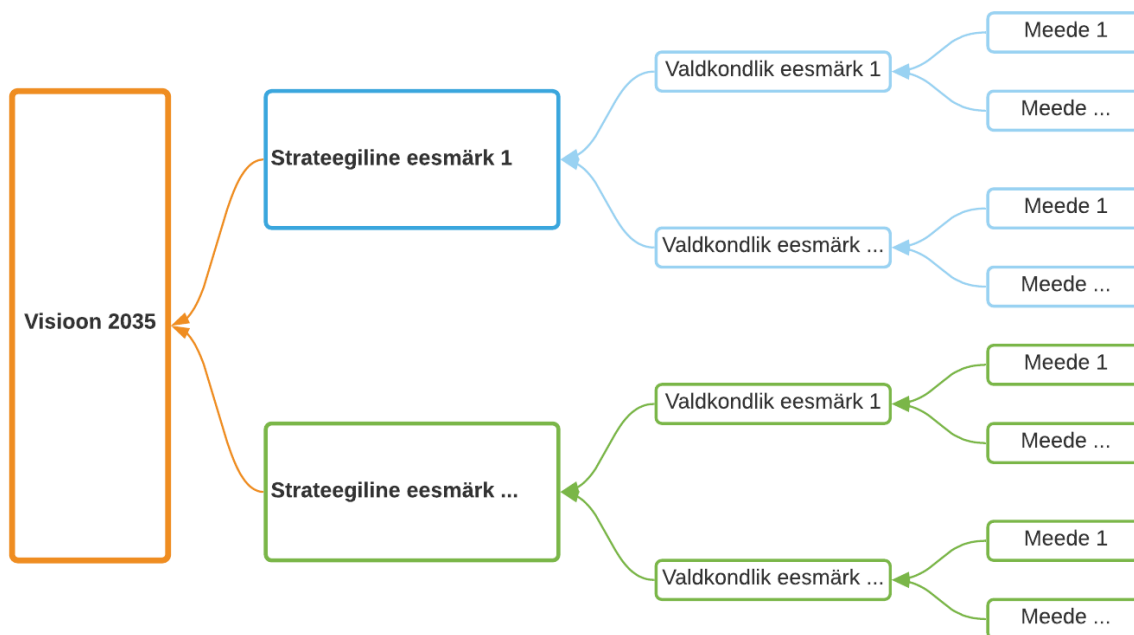 Visioon 2035
Strateegiline eesmärk 1
Valdkondlik eesmärk 1
Meede 1
Meede ...
Valdkondlik eesmärk ...
Meede 1
Meede ...
Strateegiline eesmärk ...
Valdkondlik eesmärk 1
Meede 1
Meede ...
Valdkondlik eesmärk ...
Meede 1
Meede ...